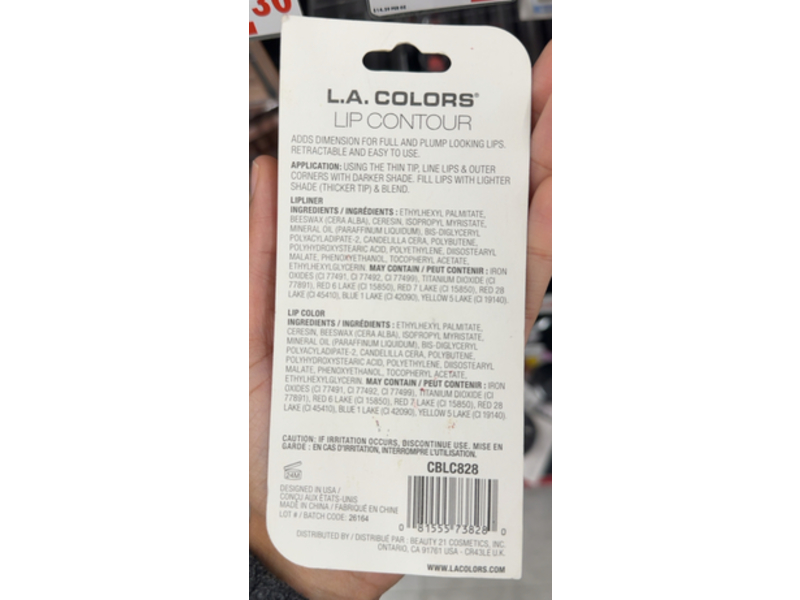 .30
L.A. COLORS®
LIP CONTOUR
ADDS DIMENSION FOR FULL AND PLUMP LOOKING LIPS.
RETRACTABLE AND EASY TO USE.
APPLICATION: USING THE THIN TIP, LINE LIPS & OUTER
CORNERS WITH DARKER SHADE. FILL LIPS WITH LIGHTER
SHADE (THICKER TIP) & BLEND.
LIPLINER
INGREDIENTS / INGRÉDIENTS : ETHYLHEXYL PALMITATE,
BEESWAX (CERA ALBA), CERESIN, ISOPROPYL MYRISTATE,
MINERAL OIL (PARAFFINUM LIQUIDUM), BIS-DIGLYCERYL
POLYACYLADIPATE-2, CANDELILLA CERA, POLYBUTENE,
POLYHYDROXYSTEARIC ACID, POLYETHYLENE, DIISOSTEARYL
MALATE, PHENOXYETHANOL, TOCOPHERYL ACETATE,
ETHYLHEXYLGLYCERIN. MAY CONTAIN / PEUT CONTENIR : IRON
OXIDES (CI 77491, CI 77492, CI 77499), TITANIUM DIOXIDE (CI
77891), RED 6 LAKE (CI 15850), RED 7 LAKE (CI 15850), RED 28
LAKE (CI 45410), BLUE 1 LAKE (CI 42090), YELLOW 5 LAKE (CI 19140).
LIP COLOR
INGREDIENTS / INGRÉDIENTS : ETHYLHEXYL PALMITATE,
CERESIN, BEESWAX (CERA ALBA), ISOPROPYL MYRISTATE,
MINERAL OIL (PARAFFINUM LIQUIDUM), BIS-DIGLYCERYL
POLYACYLADIPATE-2, CANDELILLA CERA, POLYBUTENE,
POLYHYDROXYSTEARIC ACID, POLYETHYLENE, DIISOSTEARYL
MALATE, PHENOXYETHANOL, TOCOPHERYL ACETATE,
ETHYLHEXYLGLYCERIN. MAY CONTAIN / PEUT CONTENIR : IRON
OXIDES (CI 77491, CI 77492, CI 77499), TITANIUM DIOXIDE (CI
77891), RED 6 LAKE (CI 15850), RED 7 LAKE (CI 15850), RED 28
LAKE (CI 45410), BLUE 1 LAKE (CI 42090), YELLOW 5 LAKE (CI 19140).
CAUTION: IF IRRITATION OCCURS, DISCONTINUE USE. MISE EN
GARDE : EN CAS D'IRRITATION, INTERROMPRE L'UTILISATION.
CBLC828
24M
DESIGNED IN USA /
CONÇU AUX ÉTATS-UNIS
MADE IN CHINA / FABRIQUÉ EN CHINE
LOT # / BATCH CODE: 26164
0 81555 73828 0
DISTRIBUTED BY / DISTRIBUÉ PAR : BEAUTY 21 COSMETICS, INC.
ONTARIO, CA 91761 USA - CR43LE U.K.
WWW.LACOLORS.COM